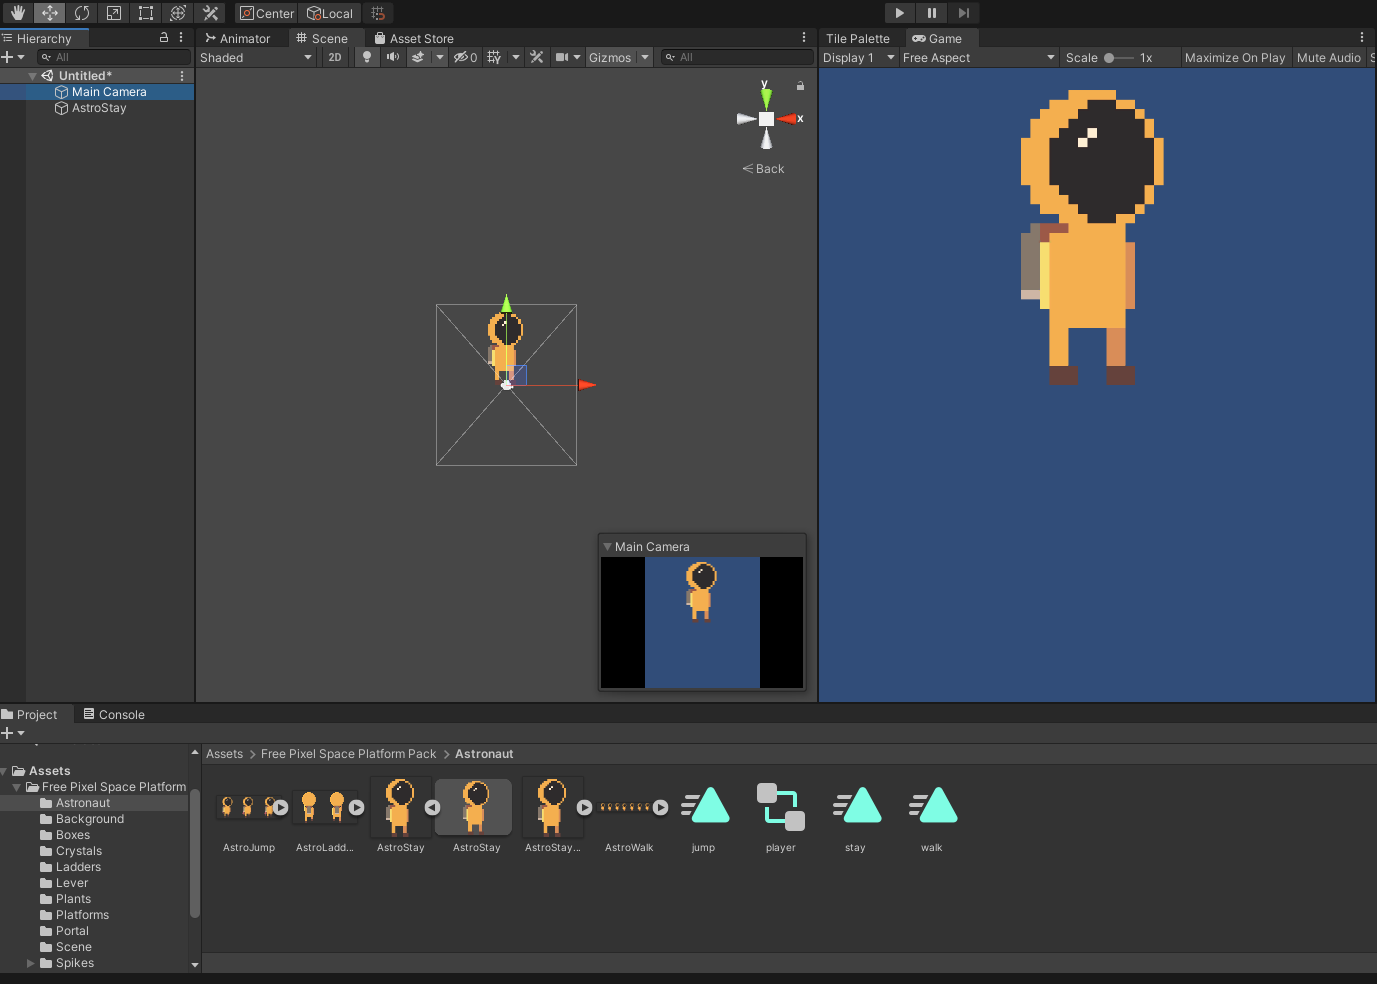 Center Local
Hierarchy
All
Untitled*
Main Camera
AstroStay
Animator Scene Asset Store
Shaded 2D 0 Gizmos All
y
x
Back
Main Camera
Tile Palette Game
Display 1 Free Aspect Scale 1x Maximize On Play Mute Audio S
Project Console
Assets
Free Pixel Space Platform
Astronaut
Background
Boxes
Crystals
Ladders
Lever
Plants
Platforms
Portal
Scene
Spikes
Assets > Free Pixel Space Platform Pack > Astronaut
AstroJump AstroLadd... AstroStay AstroStay AstroStay... AstroWalk jump player stay walk